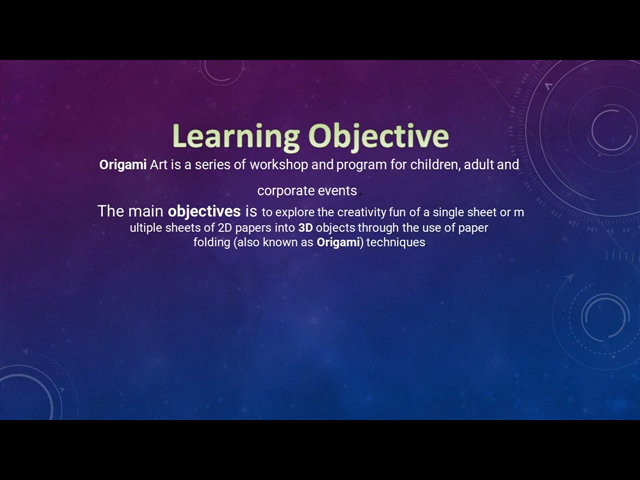 Learning Objective
Origami Art is a series of workshop and program for children, adult and
corporate events
The main objectives is to explore the creativity fun of a single sheet or m
ultiple sheets of 2D papers into 3D objects through the use of paper
folding (also known as Origami) techniques